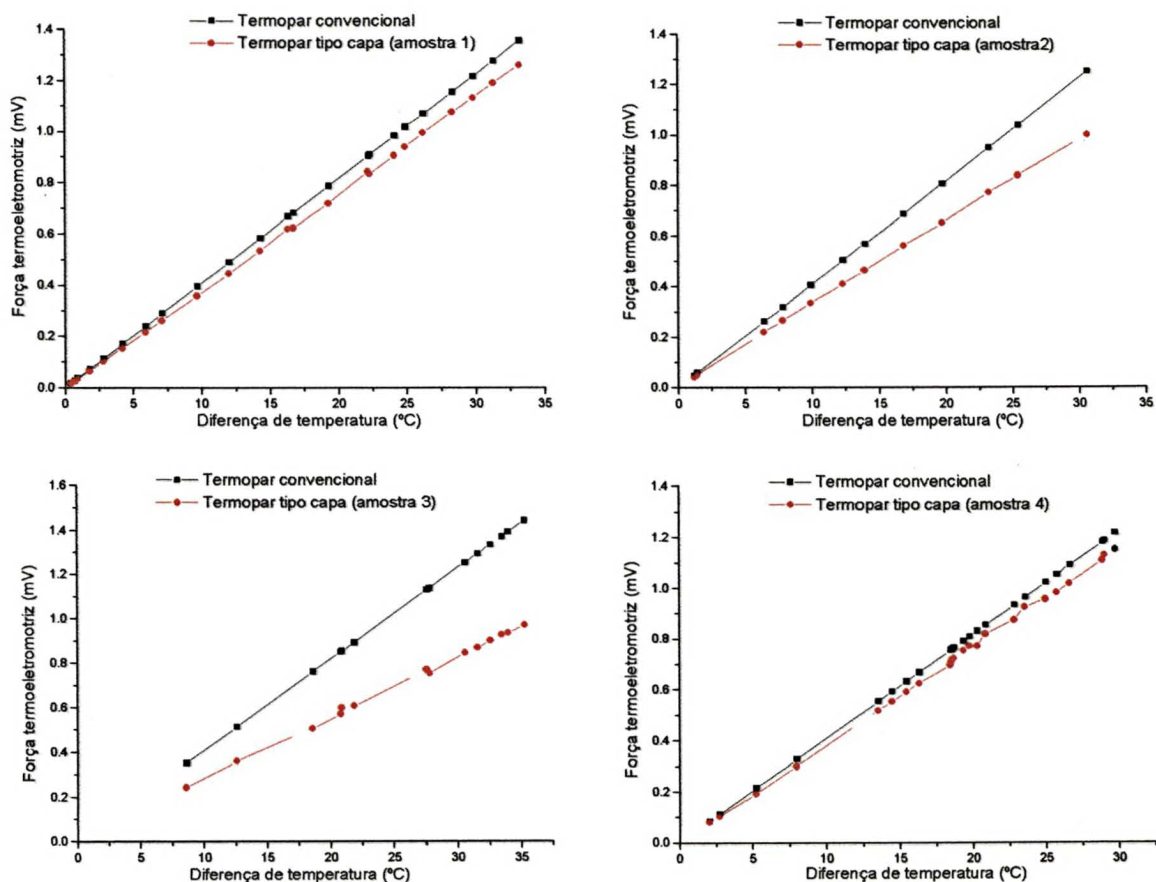 Termopar convencional
Termopar tipo capa (amostra 1)
Força termoeletromotriz (mV)
1.4
1.2
1.0
0.8
0.6
0.4
0.2
0.0
0 5 10 15 20 25 30 35
Diferença de temperatura (ºC)
Termopar convencional
Termopar tipo capa (amostra2)
Força termoeletromotriz (mV)
1.4
1.2
1.0
0.8
0.6
0.4
0.2
0.0
0 5 10 15 20 25 30 35
Diferença de temperatura (ºC)
Termopar convencional
Termopar tipo capa (amostra 3)
Força termoeletromotriz (mV)
1.6
1.4
1.2
1.0
0.8
0.6
0.4
0.2
0.0
0 5 10 15 20 25 30 35
Diferença de temperatura (ºC)
Termopar convencional
Termopar tipo capa (amostra 4)
Força termoeletromotriz (mV)
1.4
1.2
1.0
0.8
0.6
0.4
0.2
0.0
0 5 10 15 20 25 30
Diferença de temperatura (ºC)